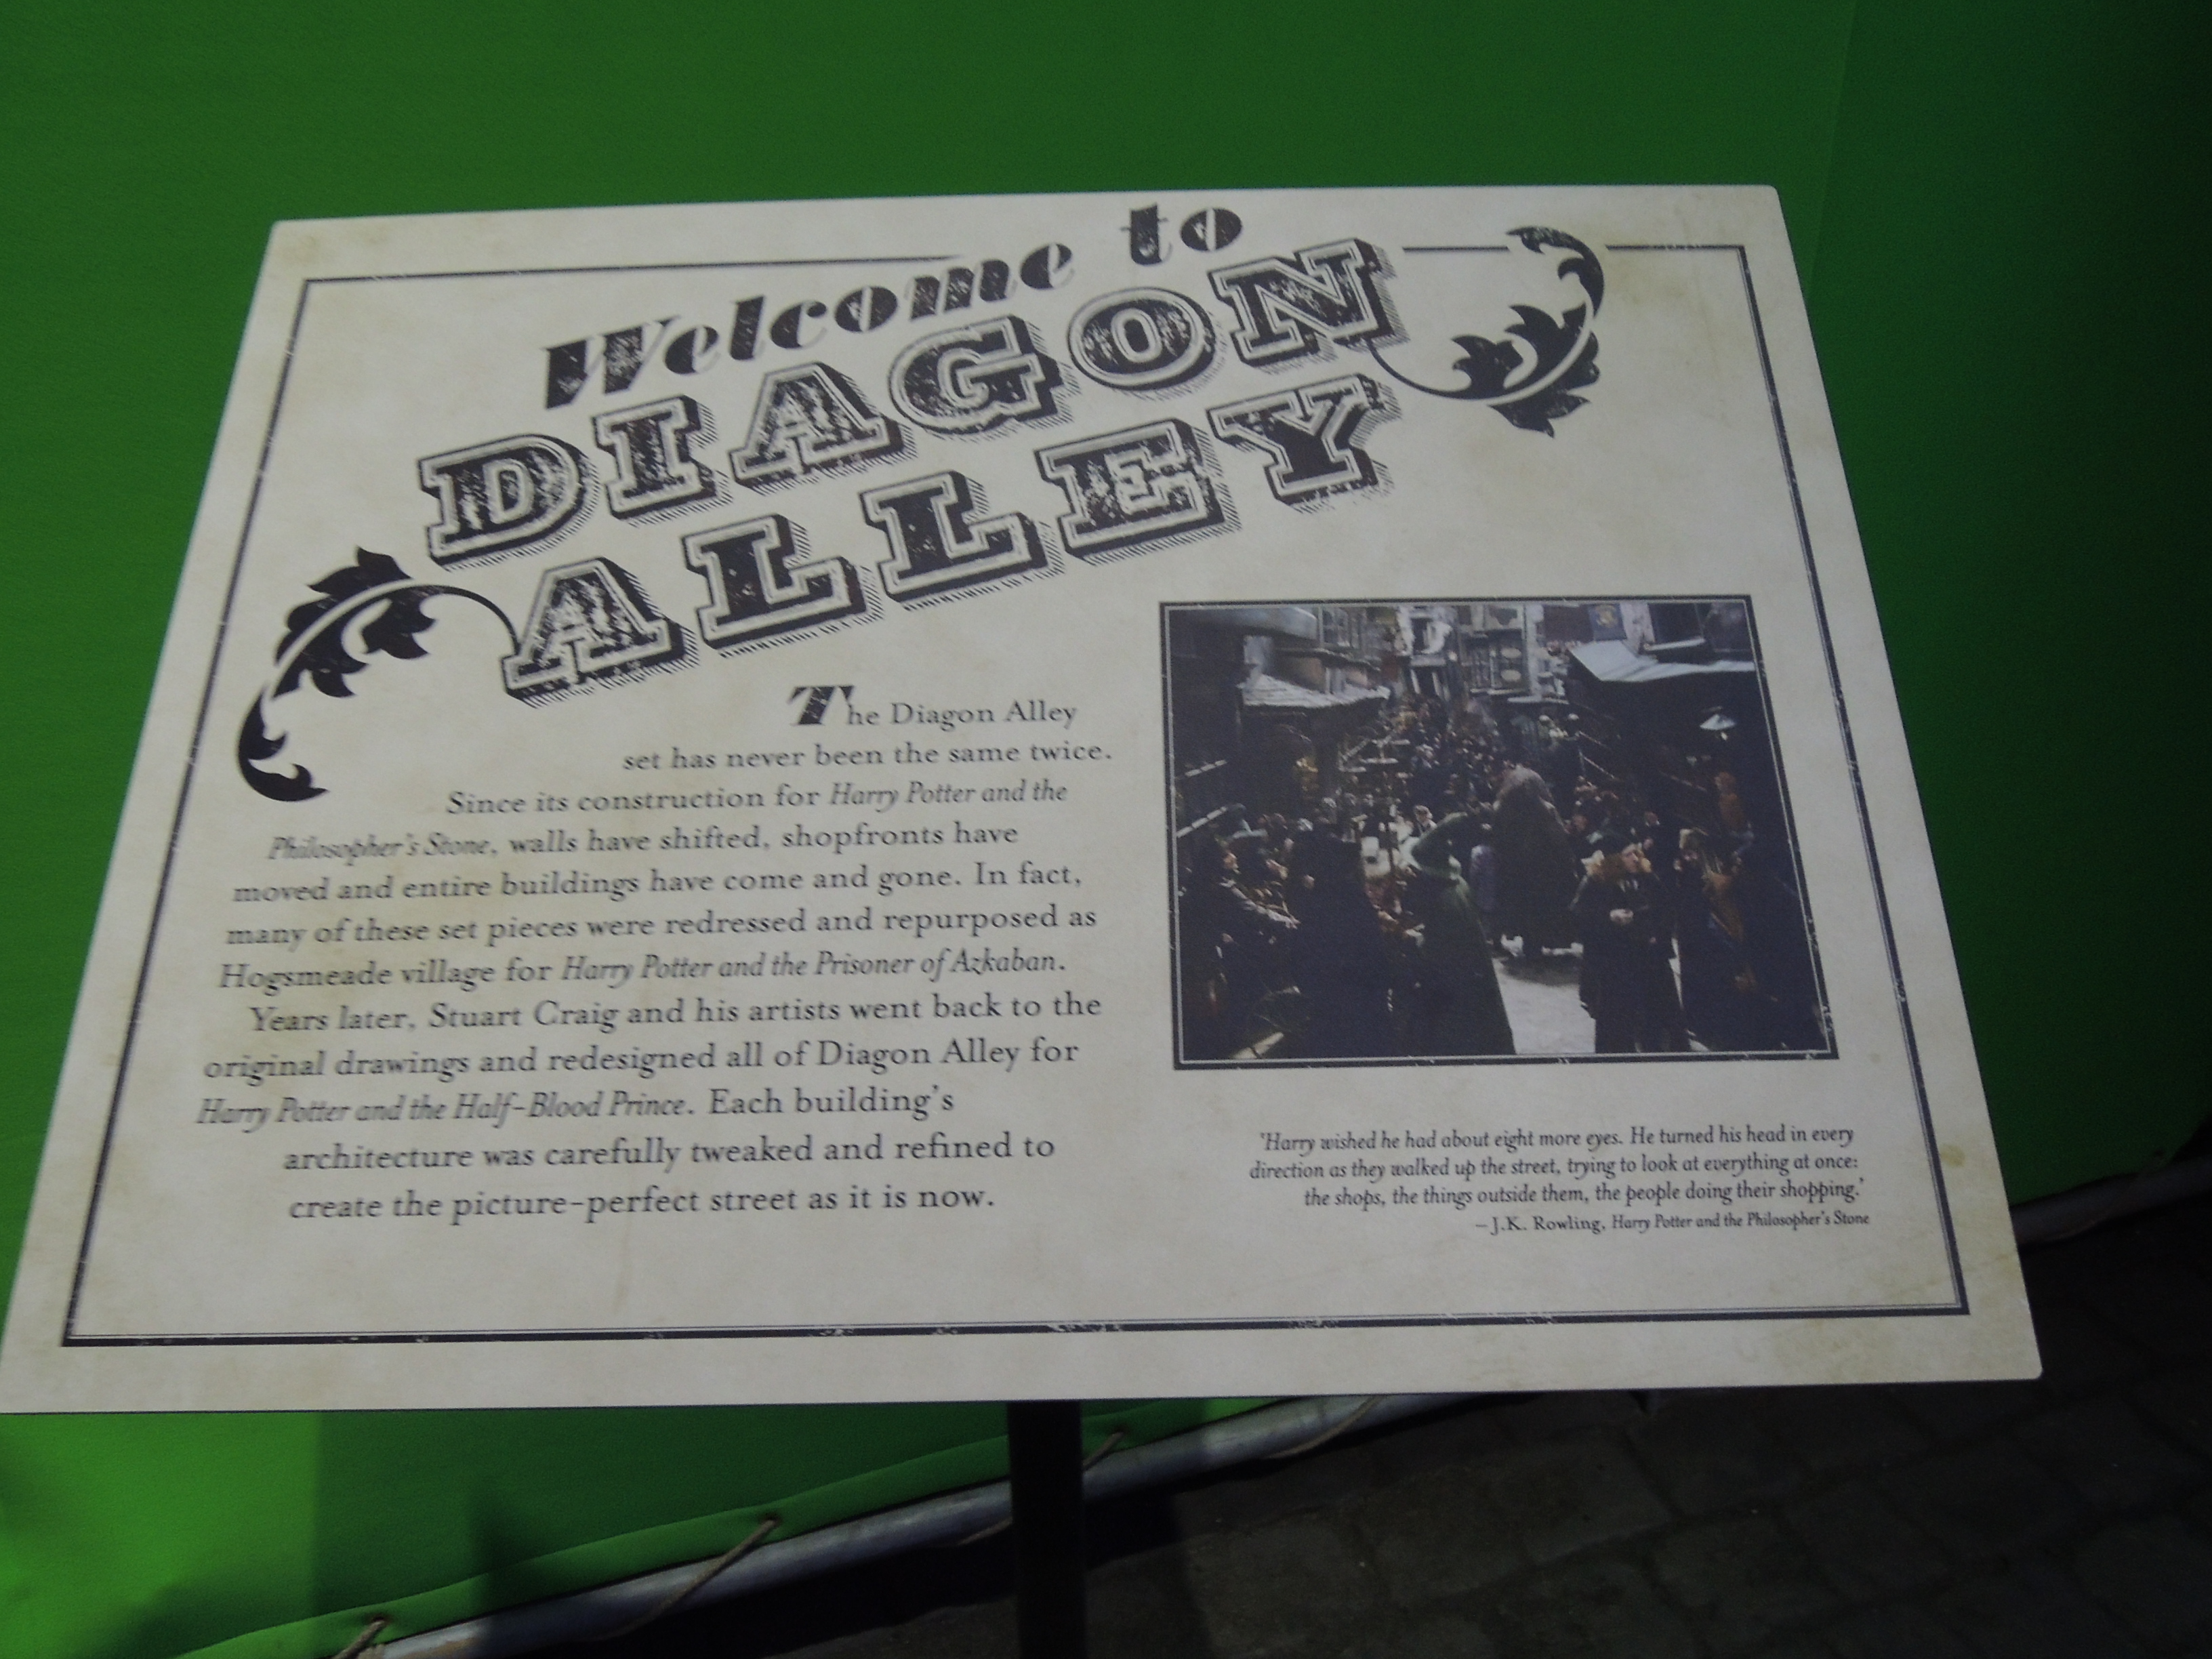 Welcome to
DIAGON
ALLEY
The Diagon Alley
set has never been the same twice.
Since its construction for Harry Potter and the
Philosopher's Stone, walls have shifted, shopfronts have
moved and entire buildings have come and gone. In fact,
many of these set pieces were redressed and repurposed as
Hogsmeade village for Harry Potter and the Prisoner of Azkaban.
Years later, Stuart Craig and his artists went back to the
original drawings and redesigned all of Diagon Alley for
Harry Potter and the Half-Blood Prince. Each building's
architecture was carefully tweaked and refined to
create the picture-perfect street as it is now.
'Harry wished he had about eight more eyes. He turned his head in every
direction as they walked up the street, trying to look at everything at once:
the shops, the things outside them, the people doing their shopping.'
– J.K. Rowling, Harry Potter and the Philosopher's Stone